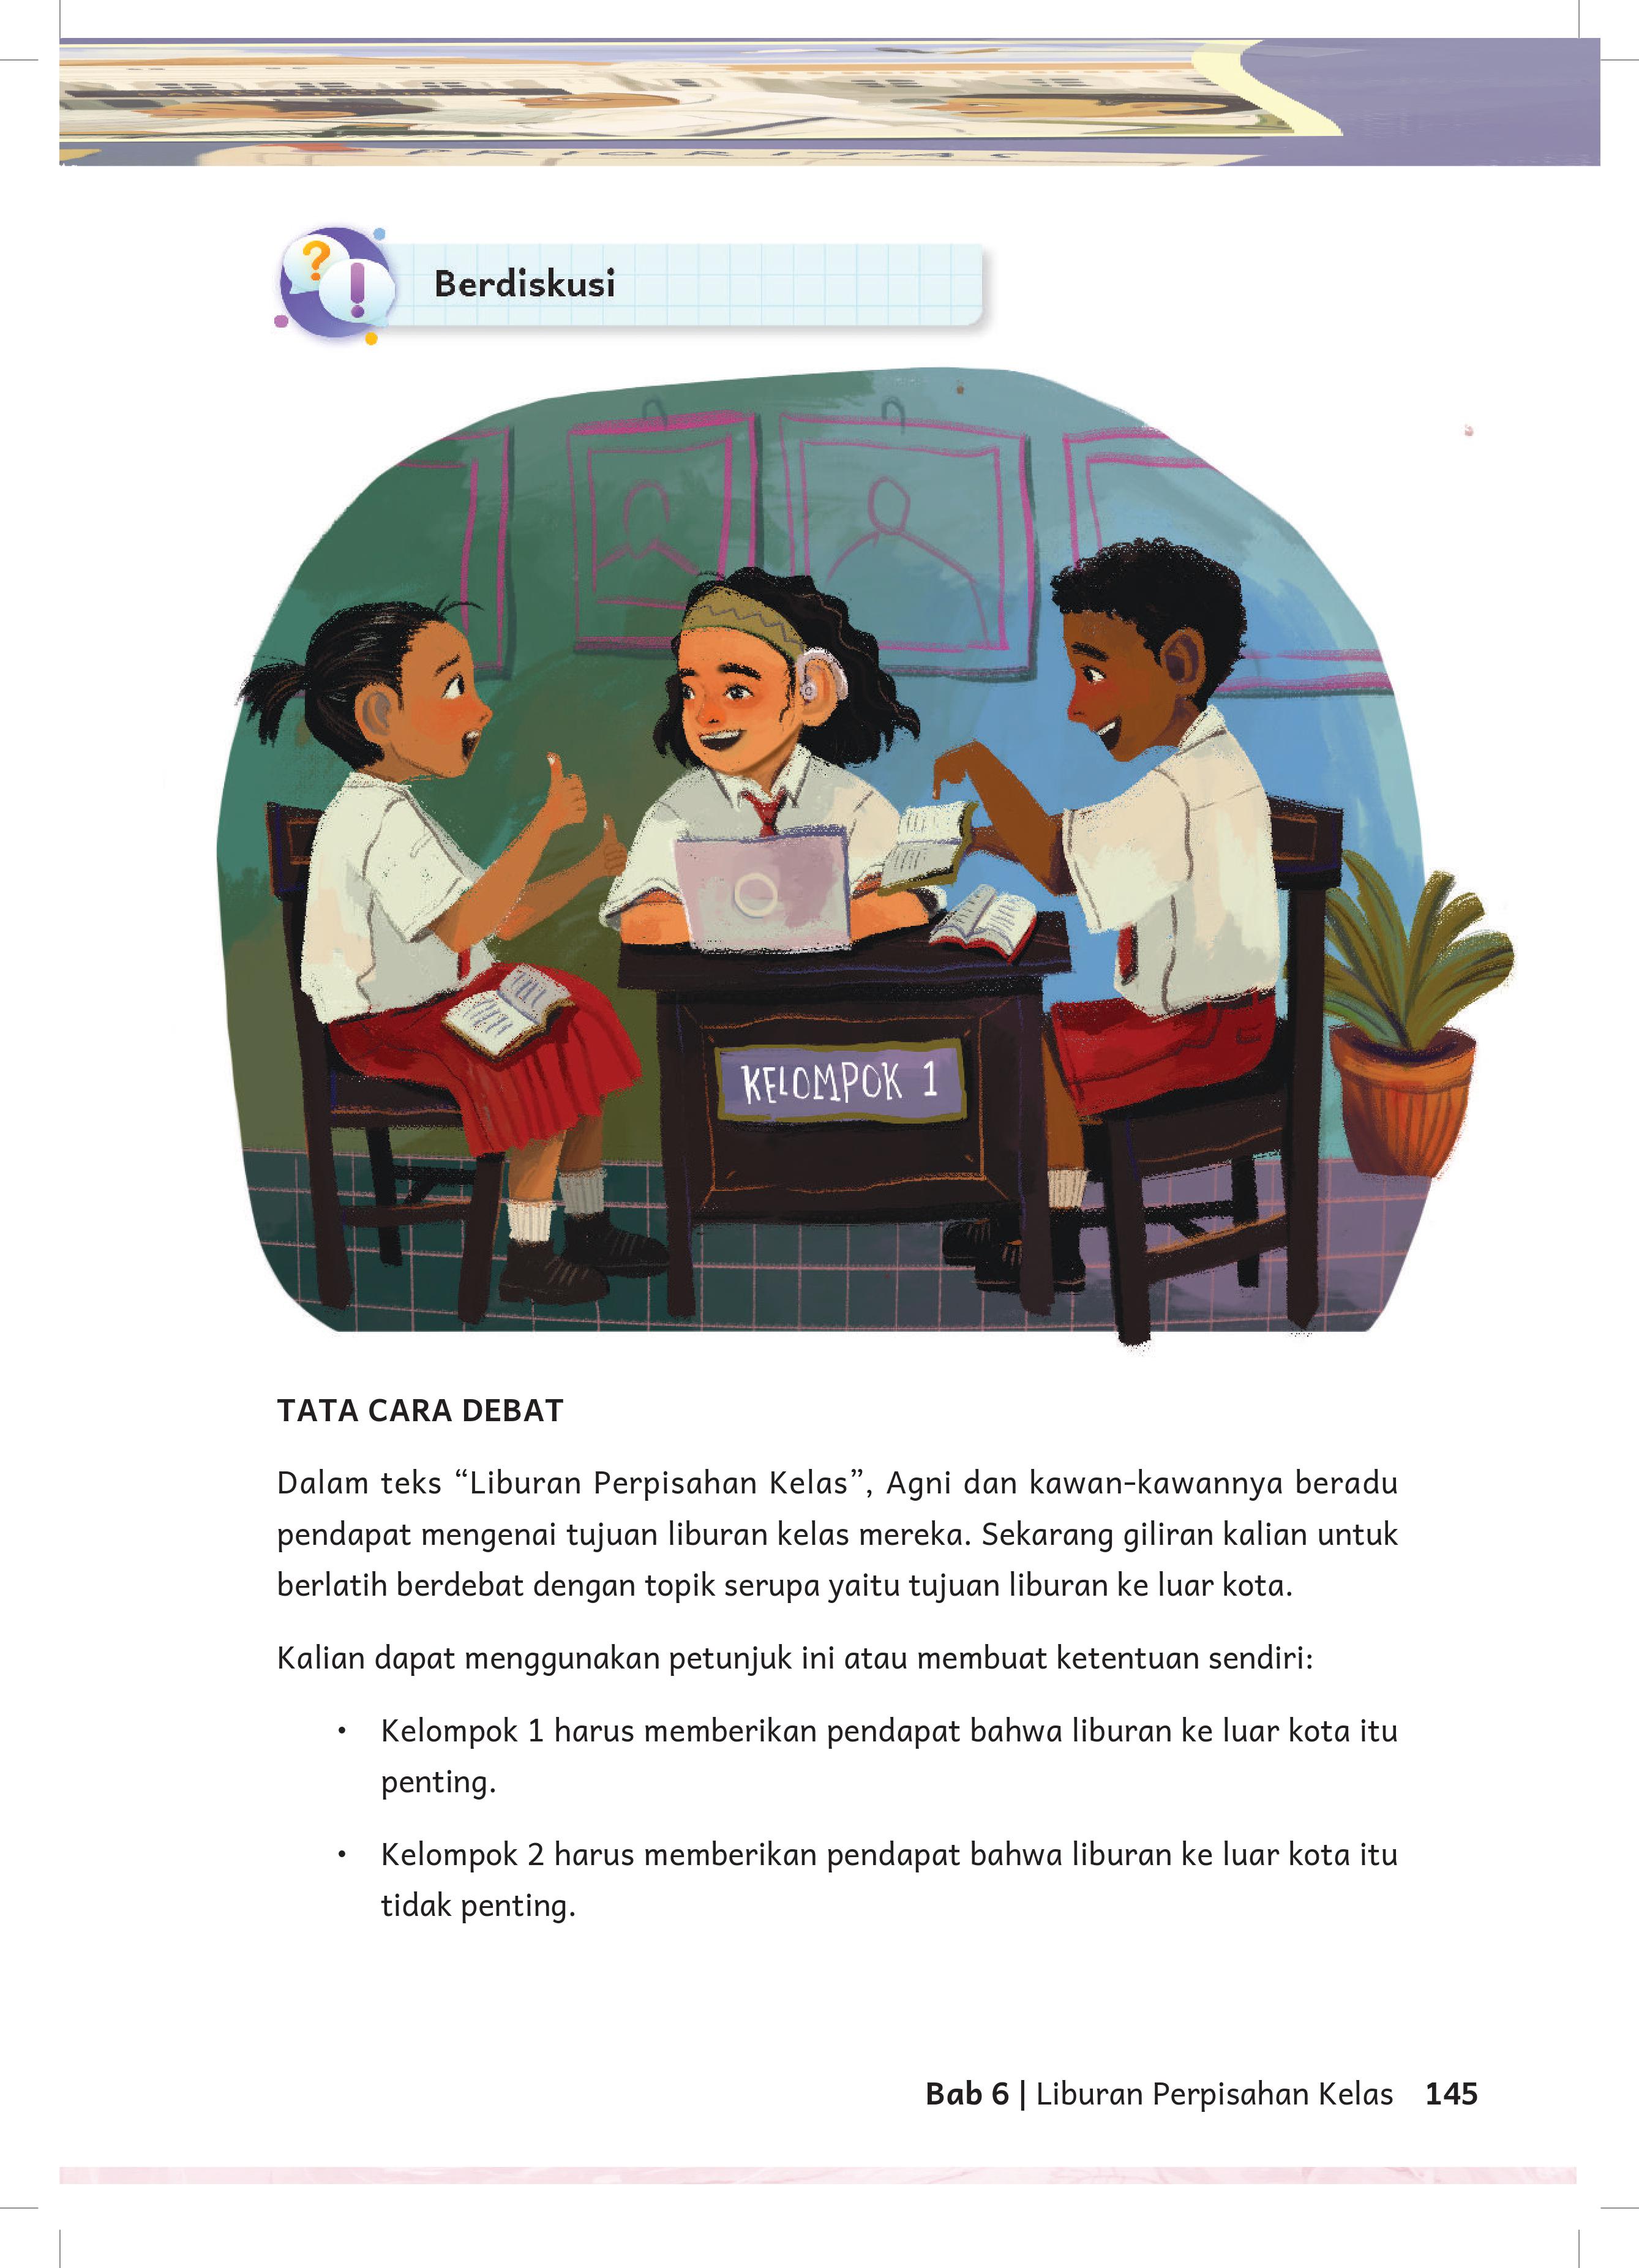 Berdiskusi
KELOMPOK 1
TATA CARA DEBAT
Dalam teks “Liburan Perpisahan Kelas”, Agni dan kawan-kawannya beradu
pendapat mengenai tujuan liburan kelas mereka. Sekarang giliran kalian untuk
berlatih berdebat dengan topik serupa yaitu tujuan liburan ke luar kota.
Kalian dapat menggunakan petunjuk ini atau membuat ketentuan sendiri:
• Kelompok 1 harus memberikan pendapat bahwa liburan ke luar kota itu
penting.
• Kelompok 2 harus memberikan pendapat bahwa liburan ke luar kota itu
tidak penting.
Bab 6 | Liburan Perpisahan Kelas 145